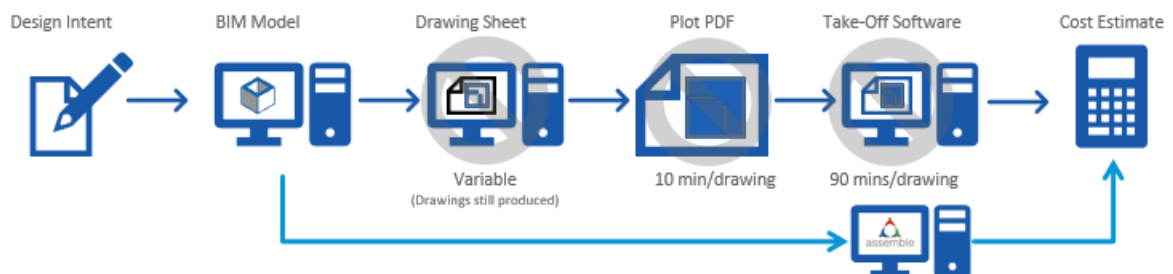 Design Intent
BIM Model
Drawing Sheet
Plot PDF
Take-Off Software
Cost Estimate
Variable
(Drawings still produced)
10 min/drawing
90 mins/drawing
assemble